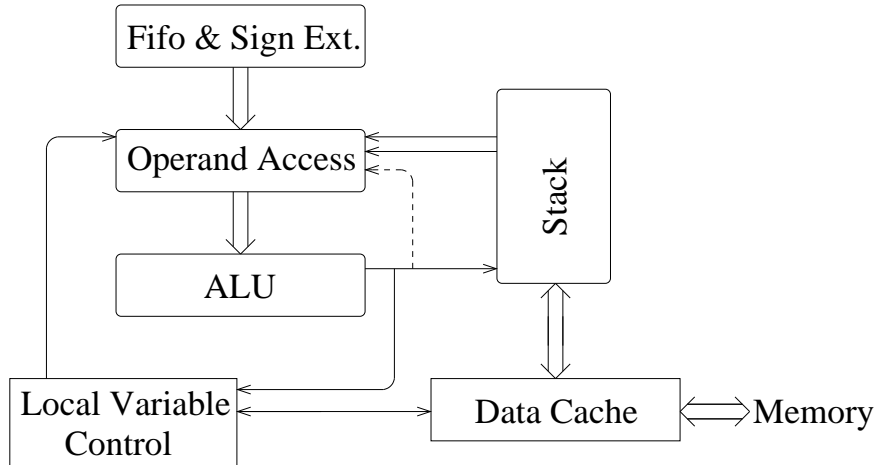 Fifo & Sign Ext.
Operand Access
Stack
ALU
Local Variable
Control
Data Cache
Memory